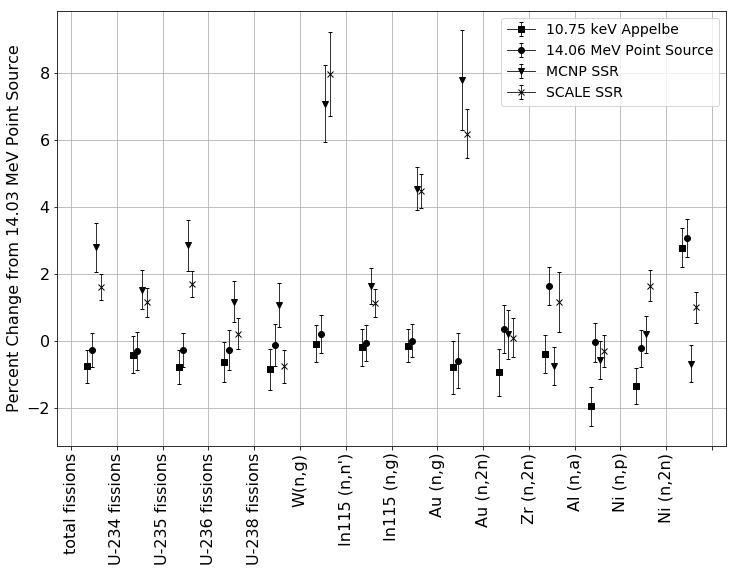 10.75 keV Appelbe
14.06 MeV Point Source
MCNP SSR
SCALE SSR
Percent Change from 14.03 MeV Point Source
8
6
4
2
0
−2
total fissions
U-234 fissions
U-235 fissions
U-236 fissions
U-238 fissions
W(n,g)
In115 (n,n')
In115 (n,g)
Au (n,g)
Au (n,2n)
Zr (n,2n)
Al (n,a)
Ni (n,p)
Ni (n,2n)